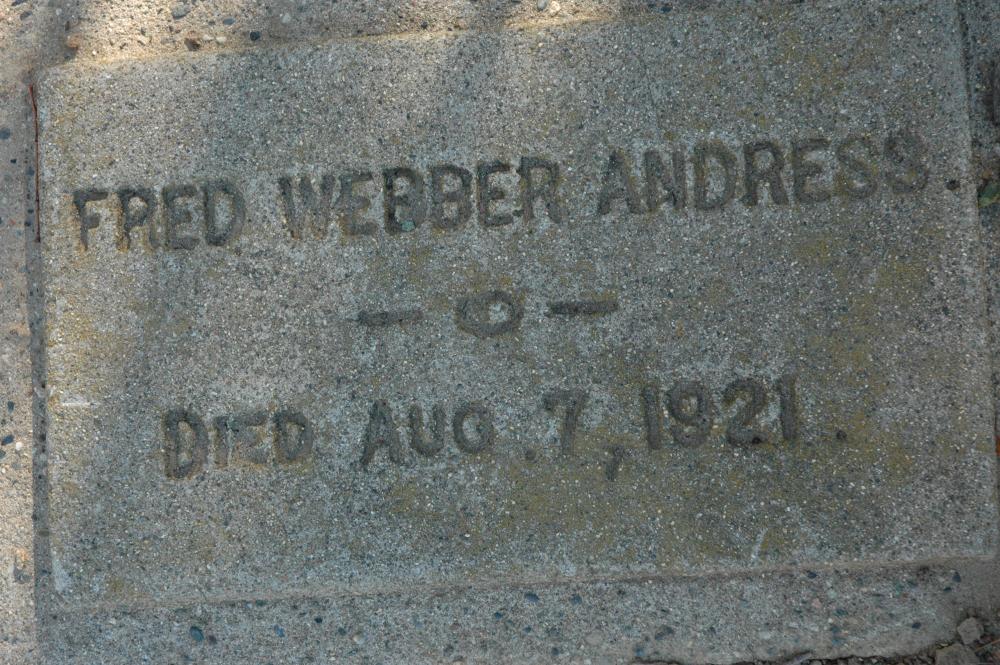 FRED WEBBER ANDRESS
— O —
DIED AUG. 7, 1921.